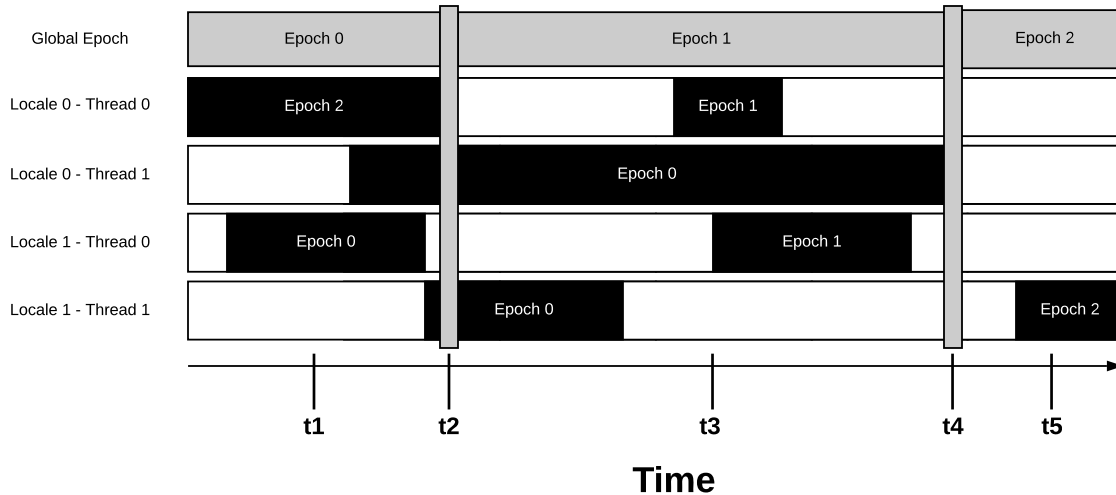 Global Epoch
Epoch 0
Epoch 1
Epoch 2
Locale 0 - Thread 0
Epoch 2
Epoch 1
Locale 0 - Thread 1
Epoch 0
Locale 1 - Thread 0
Epoch 0
Epoch 1
Locale 1 - Thread 1
Epoch 0
Epoch 2
t1
t2
t3
t4
t5
Time